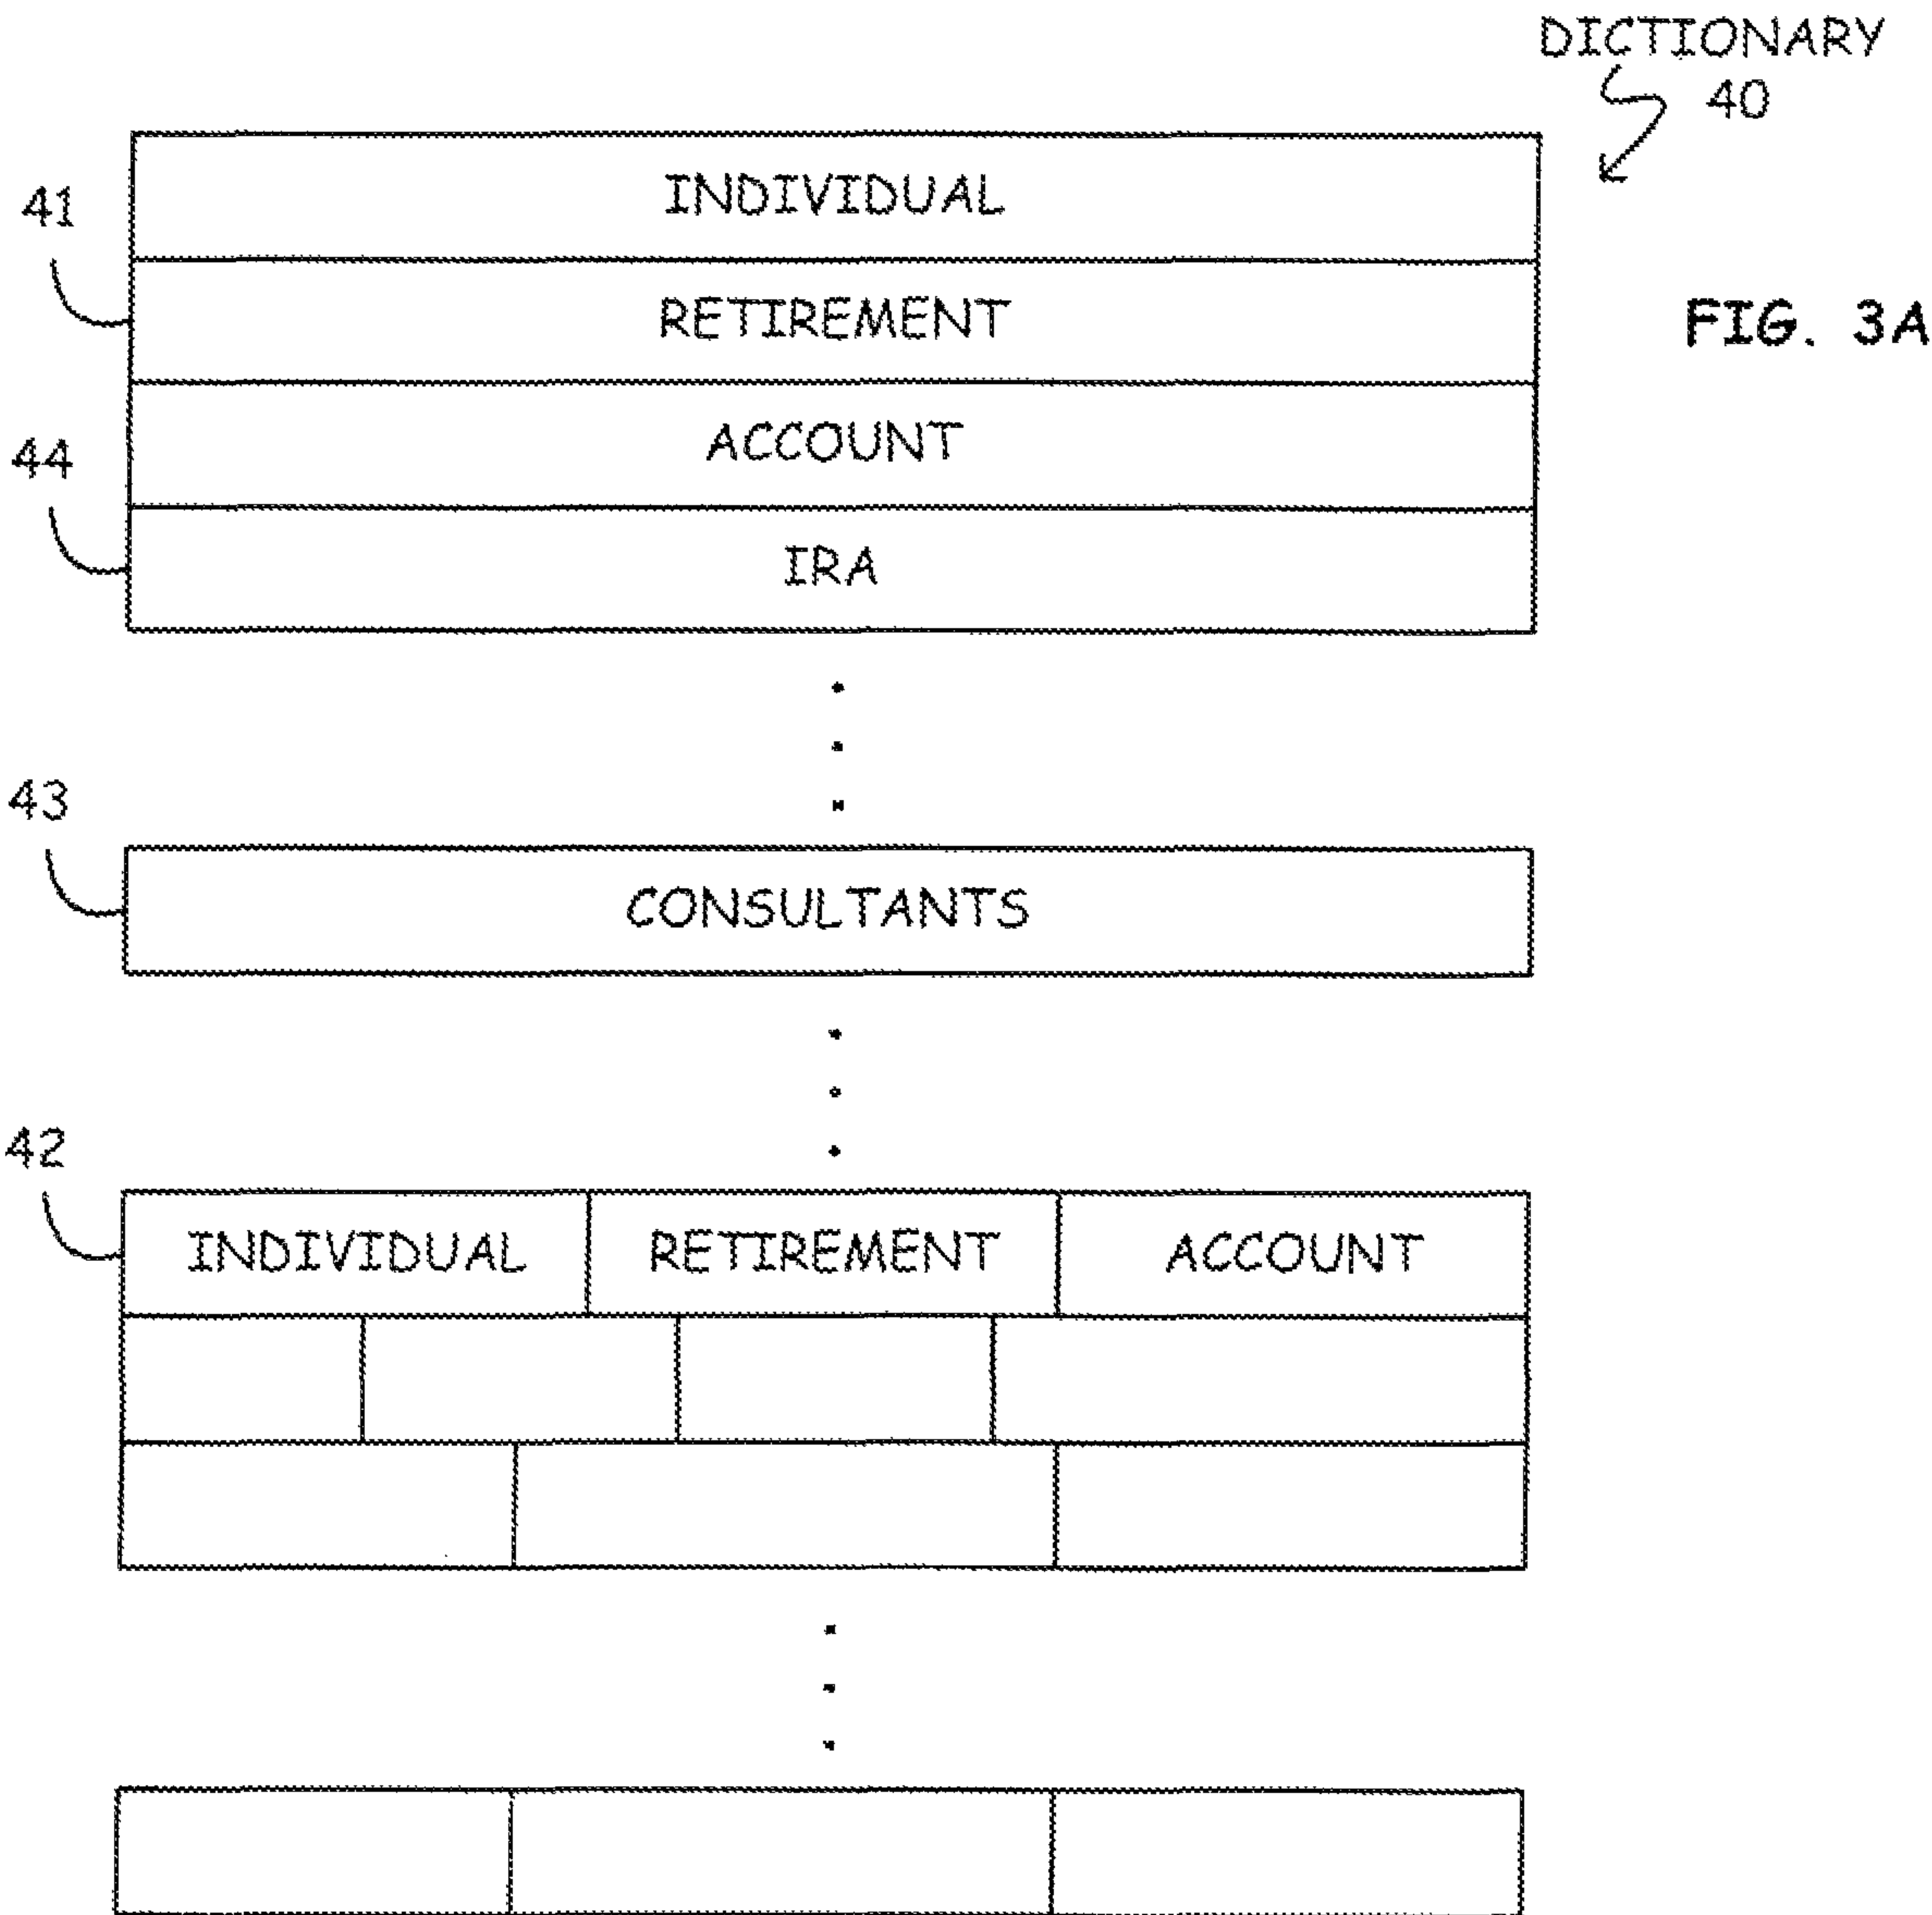 DICTIONARY
40
INDIVIDUAL
41
RETIREMENT
FIG. 3A
ACCOUNT
44
IRA
43
CONSULTANTS
42
INDIVIDUAL RETIREMENT ACCOUNT